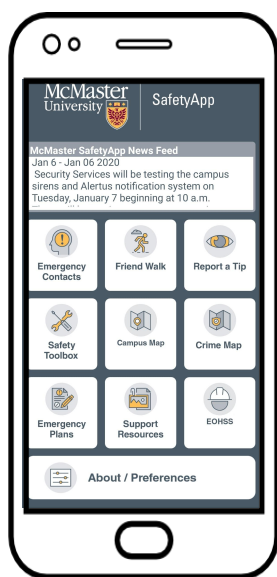 McMaster
University
SafetyApp
McMaster SafetyApp News Feed
Jan 6 - Jan 06 2020
Security Services will be testing the campus
sirens and Alertus notification system on
Tuesday, January 7 beginning at 10 a.m.
Emergency
Contacts
Friend Walk
Report a Tip
Safety
Toolbox
Campus Map
Crime Map
Emergency
Plans
Support
Resources
EOHSS
About / Preferences